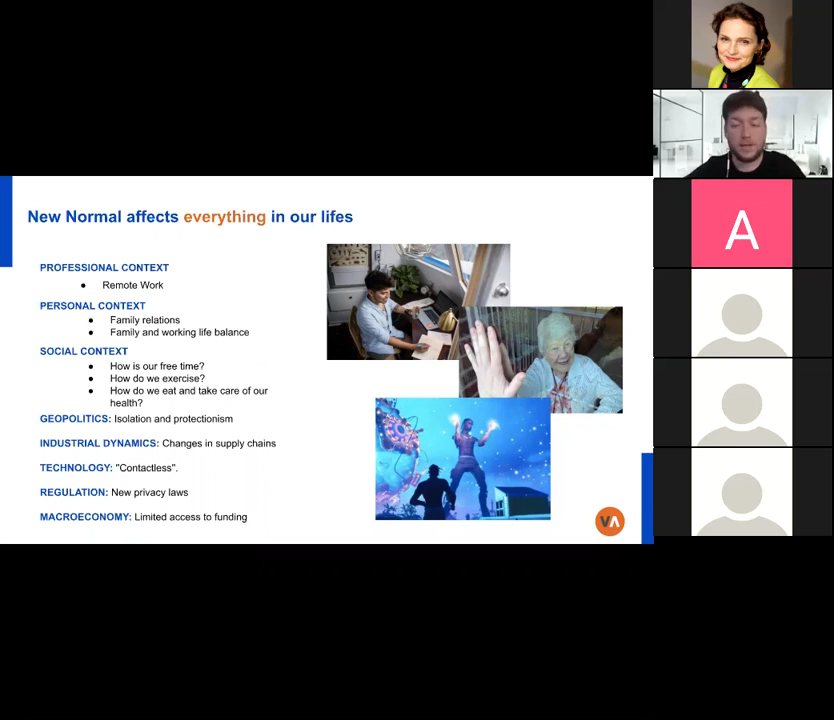 New Normal affects everything in our lifes
PROFESSIONAL CONTEXT
● Remote Work
PERSONAL CONTEXT
● Family relations
● Family and working life balance
SOCIAL CONTEXT
● How is our free time?
● How do we exercise?
● How do we eat and take care of our
health?
GEOPOLITICS: Isolation and protectionism
INDUSTRIAL DYNAMICS: Changes in supply chains
TECHNOLOGY: "Contactless".
REGULATION: New privacy laws
MACROECONOMY: Limited access to funding
VA
A